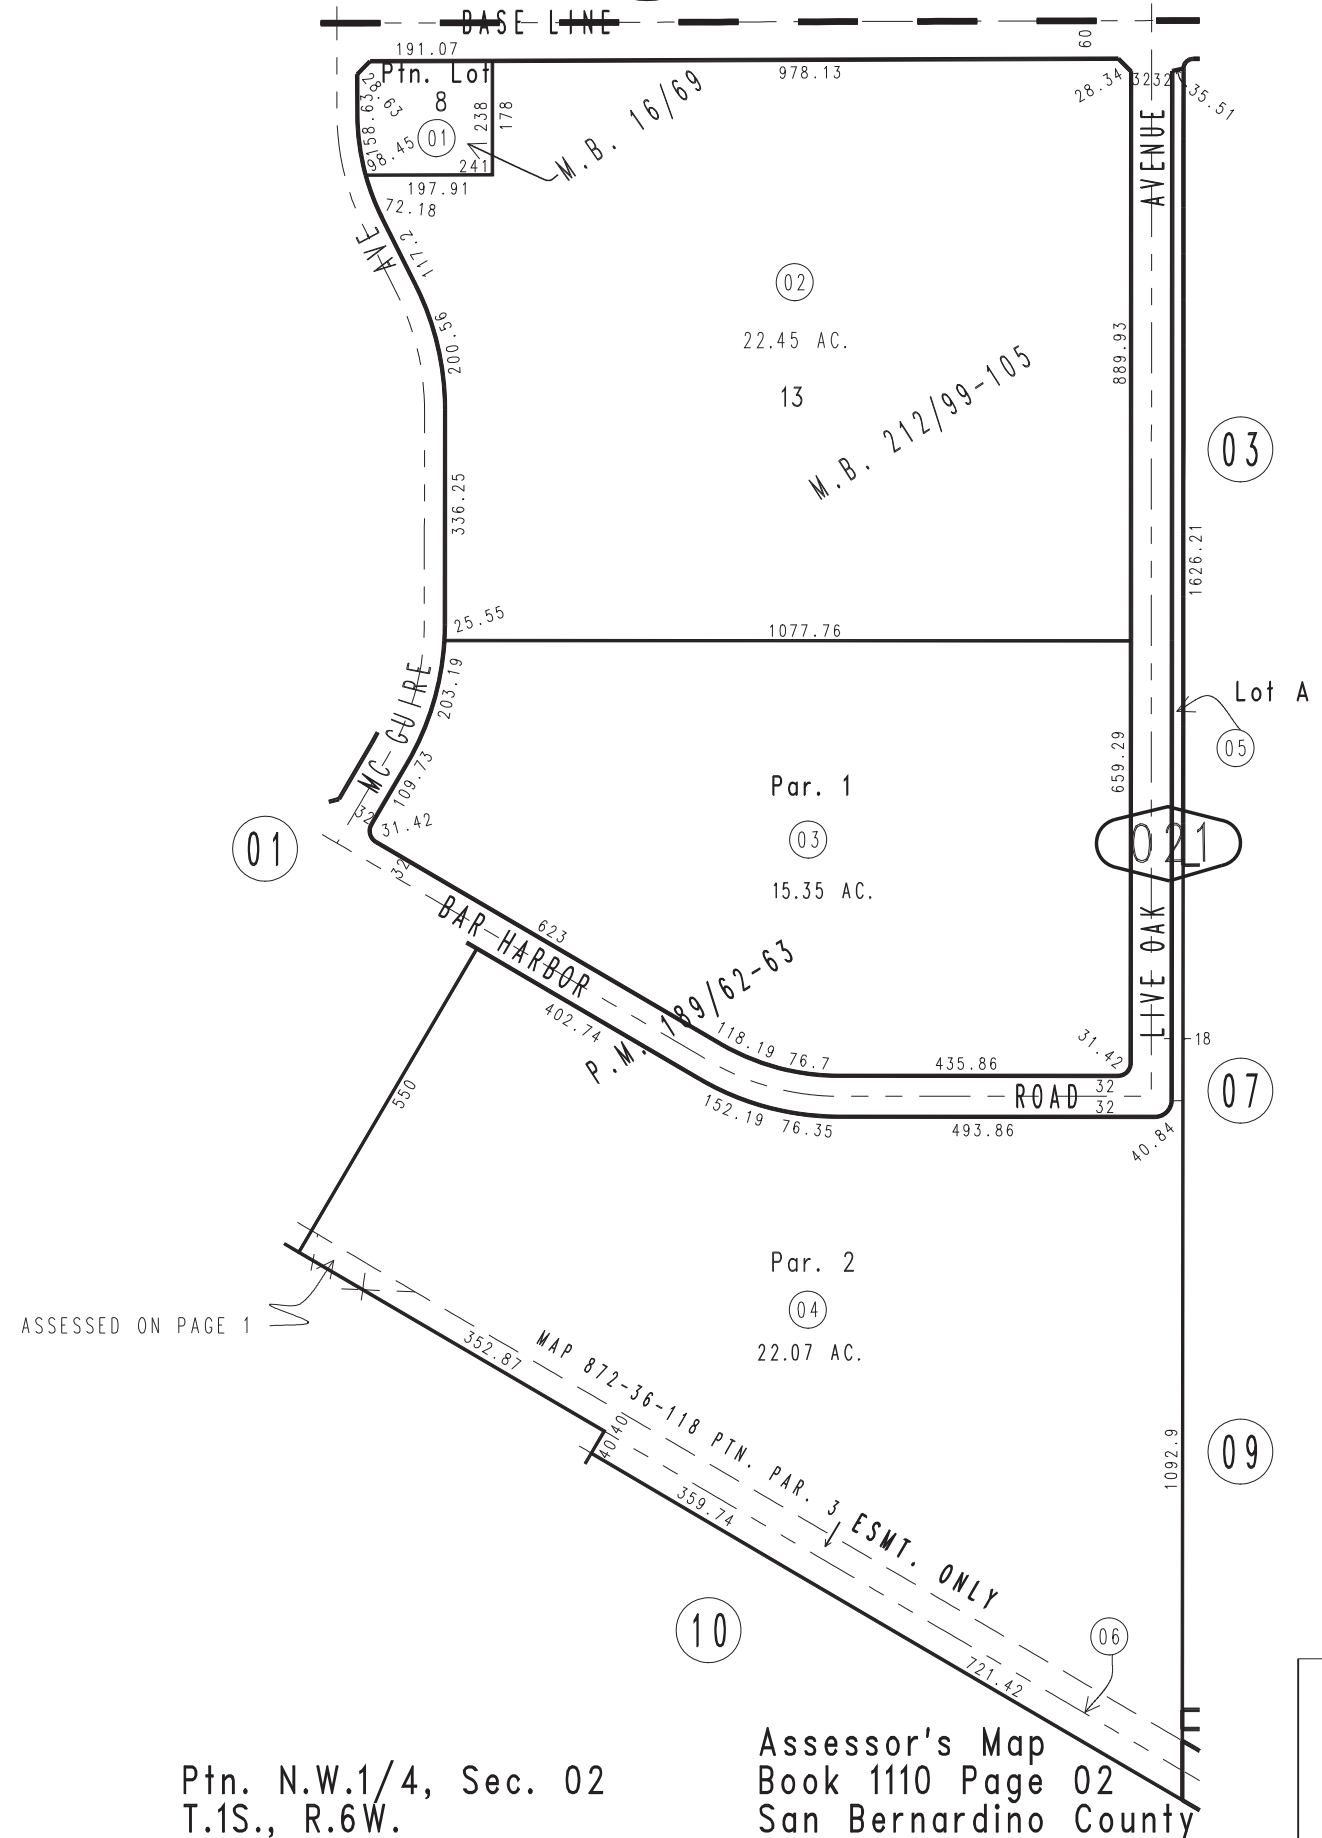 BASE LINE
60
191.07
978.13
28.34
32
32
35.51
Ptn. Lot
8
01
28.63
158.63
98.45
238
178
241
197.91
M.B. 16/69
72.18
117.2
AVE
200.56
AVENUE
02
22.45 AC.
13
889.93
M.B. 212/99-105
03
336.25
1626.21
25.55
1077.76
203.19
MC GUIRE
109.73
659.29
Lot A
05
32
31.42
01
Par. 1
03
15.35 AC.
021
32
BAR HARBOR
623
402.74
P.M. 189/62-63
LIVE OAK
118.19
76.7
435.86
31.42
18
ROAD
32
32
07
550
152.19
76.35
493.86
40.84
Par. 2
04
22.07 AC.
ASSESSED ON PAGE 1
352.87
MAP 872-36-118 PTN. PAR. 3 ESMT. ONLY
40
40
1092.9
09
359.74
10
06
721.42
Ptn. N.W.1/4, Sec. 02
T.1S., R.6W.
Assessor's Map
Book 1110 Page 02
San Bernardino County